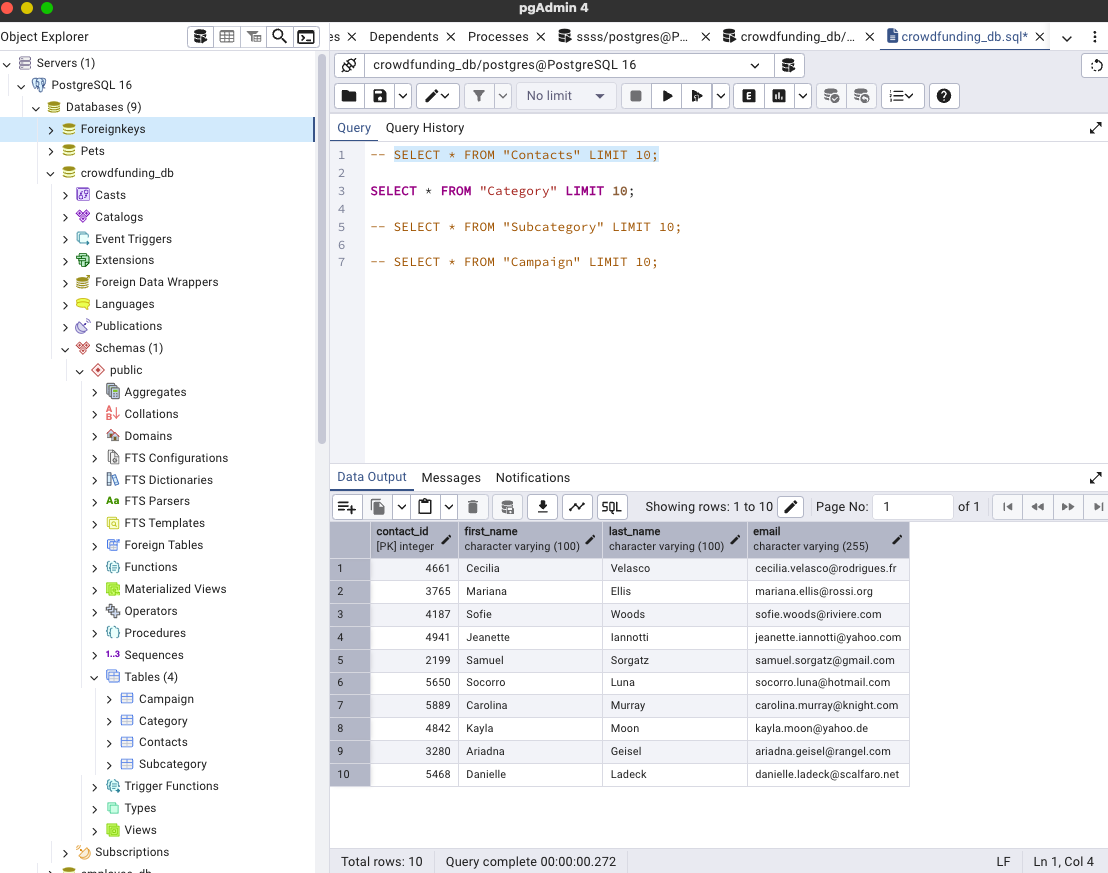 pgAdmin 4
Object Explorer
es
Dependents
Processes
ssss/postgres@P...
crowdfunding_db/...
crowdfunding_db.sql*
Servers (1)
PostgreSQL 16
Databases (9)
Foreignkeys
Pets
crowdfunding_db
Casts
Catalogs
Event Triggers
Extensions
Foreign Data Wrappers
Languages
Publications
Schemas (1)
public
Aggregates
Collations
Domains
FTS Configurations
FTS Dictionaries
Aa FTS Parsers
FTS Templates
Foreign Tables
Functions
Materialized Views
Operators
Procedures
1..3 Sequences
Tables (4)
Campaign
Category
Contacts
Subcategory
Trigger Functions
Types
Views
Subscriptions
employee_db
crowdfunding_db/postgres@PostgreSQL 16
No limit
E
Query
Query History
1 -- SELECT * FROM "Contacts" LIMIT 10;
2
3 SELECT * FROM "Category" LIMIT 10;
4
5 -- SELECT * FROM "Subcategory" LIMIT 10;
6
7 -- SELECT * FROM "Campaign" LIMIT 10;
Data Output
Messages
Notifications
SQL
Showing rows: 1 to 10
Page No: 1 of 1
contact_id first_name last_name email
[PK] integer character varying (100) character varying (100) character varying (255)
1 4661 Cecilia Velasco cecilia.velasco@rodrigues.fr
2 3765 Mariana Ellis mariana.ellis@rossi.org
3 4187 Sofie Woods sofie.woods@riviere.com
4 4941 Jeanette Iannotti jeanette.iannotti@yahoo.com
5 2199 Samuel Sorgatz samuel.sorgatz@gmail.com
6 5650 Socorro Luna socorro.luna@hotmail.com
7 5889 Carolina Murray carolina.murray@knight.com
8 4842 Kayla Moon kayla.moon@yahoo.de
9 3280 Ariadna Geisel ariadna.geisel@rangel.com
10 5468 Danielle Ladeck danielle.ladeck@scalfaro.net
Total rows: 10
Query complete 00:00:00.272
LF
Ln 1, Col 4